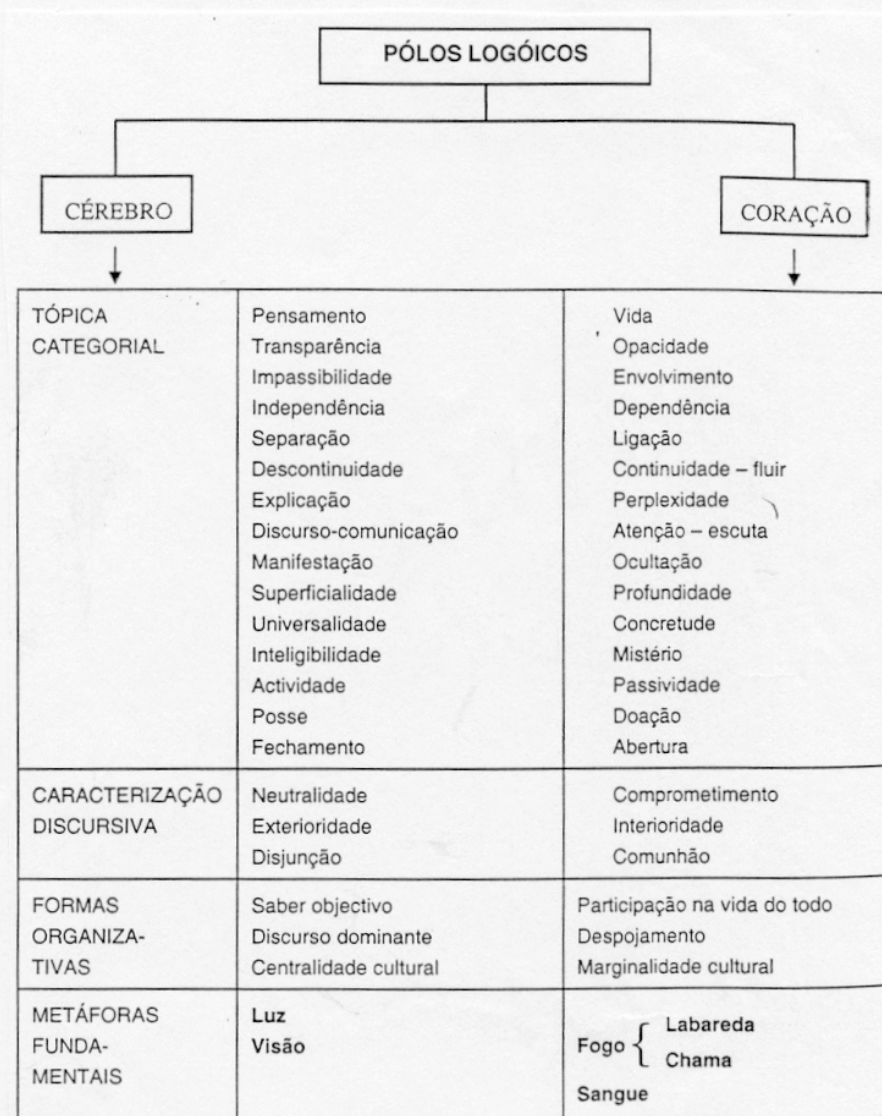 PÓLOS LOGÓICOS
CÉREBRO
CORAÇÃO
TÓPICA Pensamento Vida
CATEGORIAL Transparência Opacidade
Impassibilidade Envolvimento
Independência Dependência
Separação Ligação
Descontinuidade Continuidade – fluir
Explicação Perplexidade
Discurso-comunicação Atenção – escuta
Manifestação Ocultação
Superficialidade Profundidade
Universalidade Concretude
Inteligibilidade Mistério
Actividade Passividade
Posse Doação
Fechamento Abertura
CARACTERIZAÇÃO Neutralidade Comprometimento
DISCURSIVA Exterioridade Interioridade
Disjunção Comunhão
FORMAS Saber objectivo Participação na vida do todo
ORGANIZA- Discurso dominante Despojamento
TIVAS Centralidade cultural Marginalidade cultural
METÁFORAS Luz Labareda
FUNDA- Visão Fogo
MENTAIS Chama
Sangue